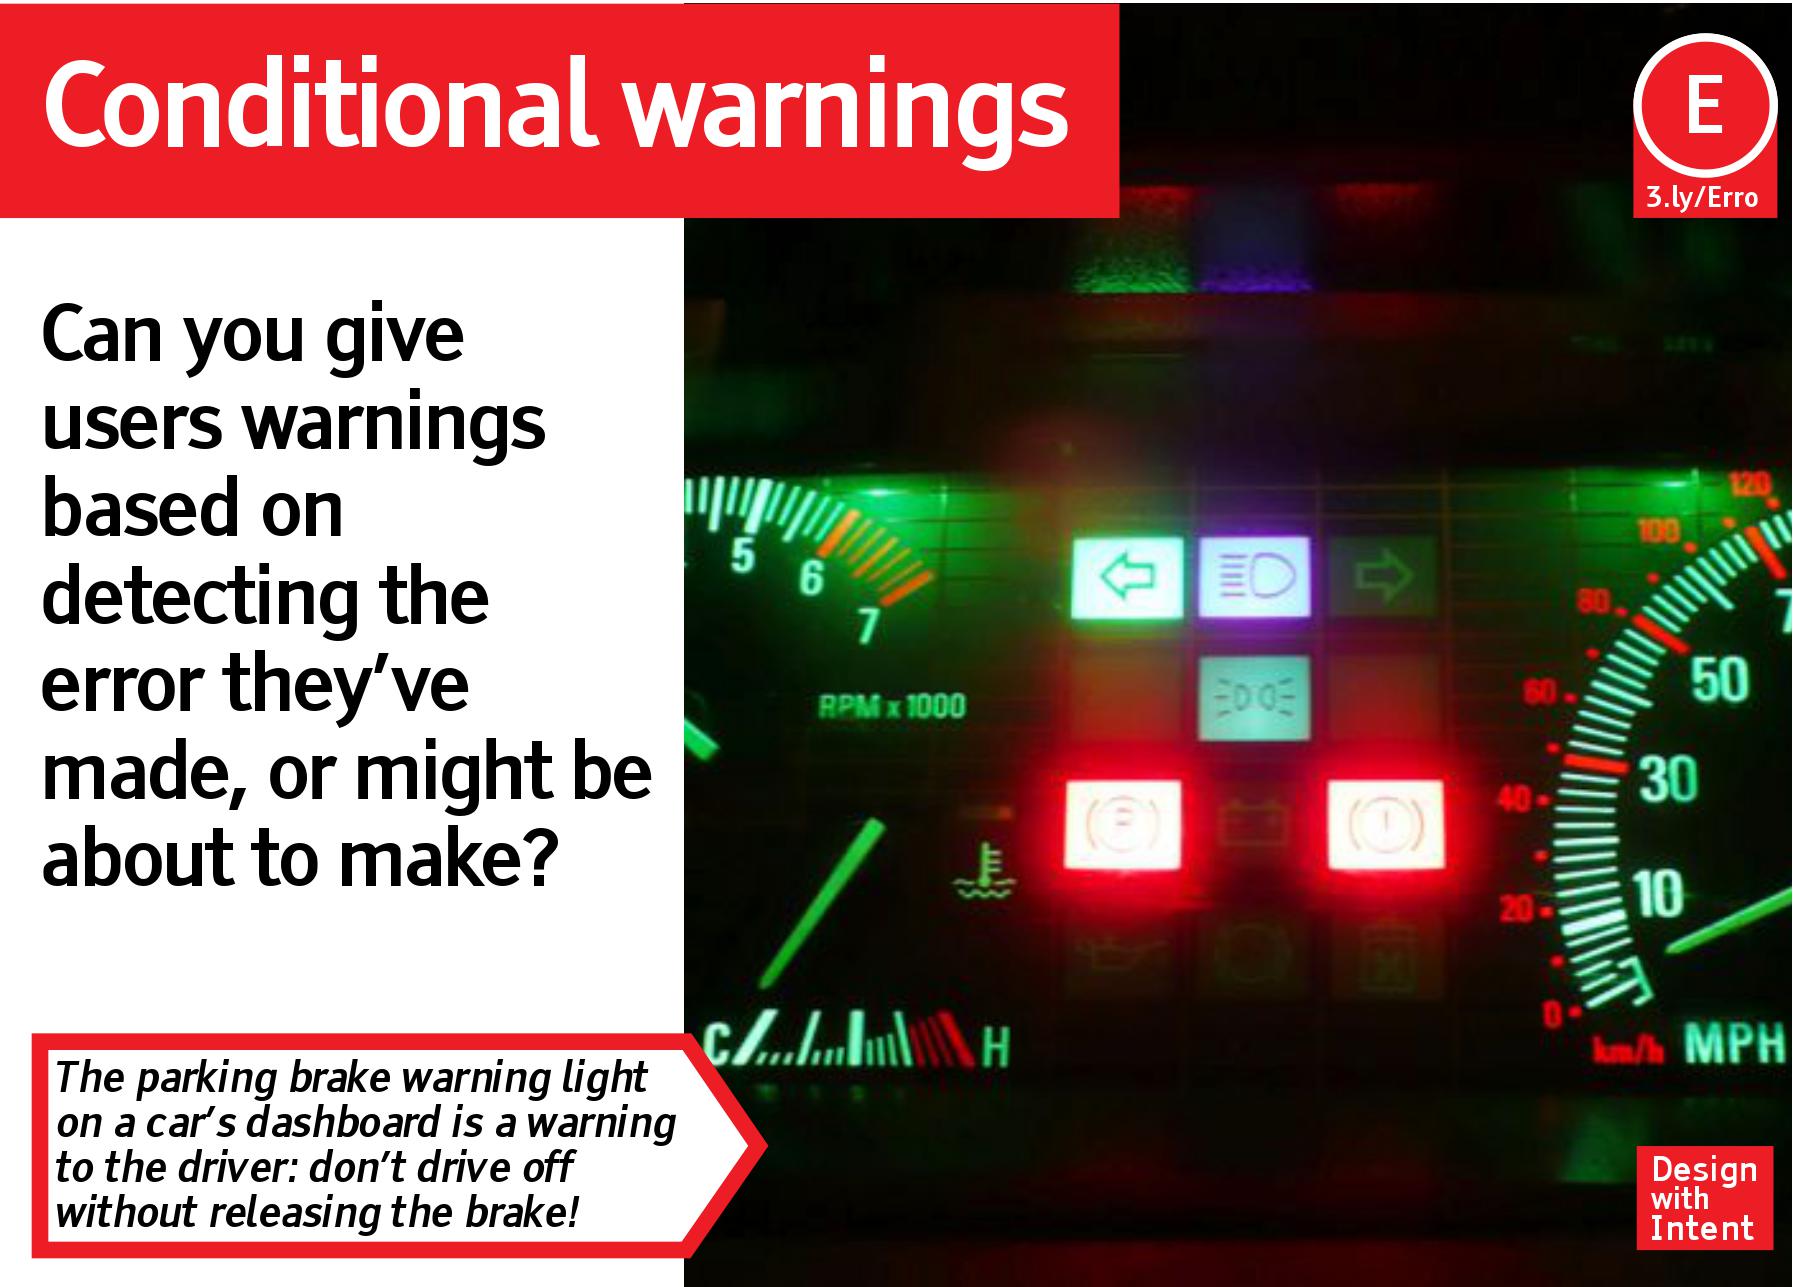 Conditional warnings
E
3.ly/Erro
Can you give
users warnings
based on
detecting the
error they’ve
made, or might be
about to make?
The parking brake warning light
on a car’s dashboard is a warning
to the driver: don’t drive off
without releasing the brake!
5
6
7
RPM x 1000
C
H
P
!
120
100
80
60
40
20
0
7
50
30
10
km/h MPH
Design
with
Intent